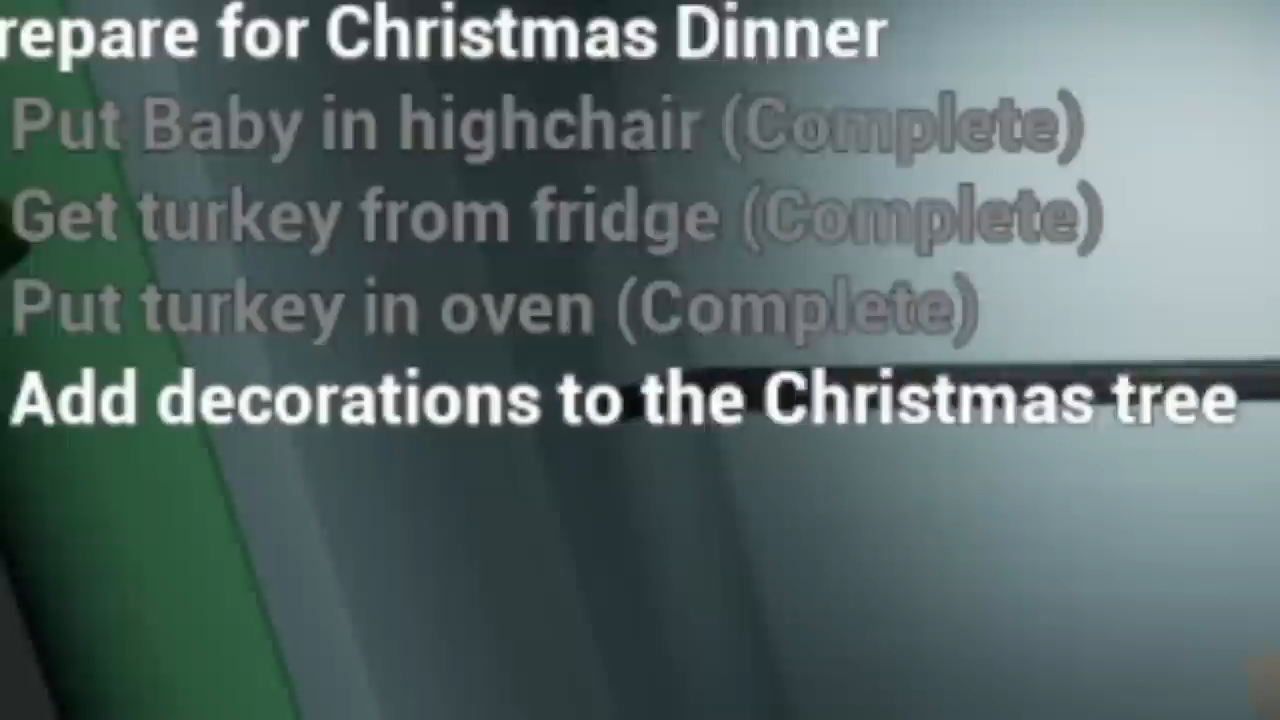 repare for Christmas Dinner
Put Baby in highchair (Complete)
Get turkey from fridge (Complete)
Put turkey in oven (Complete)
Add decorations to the Christmas tree